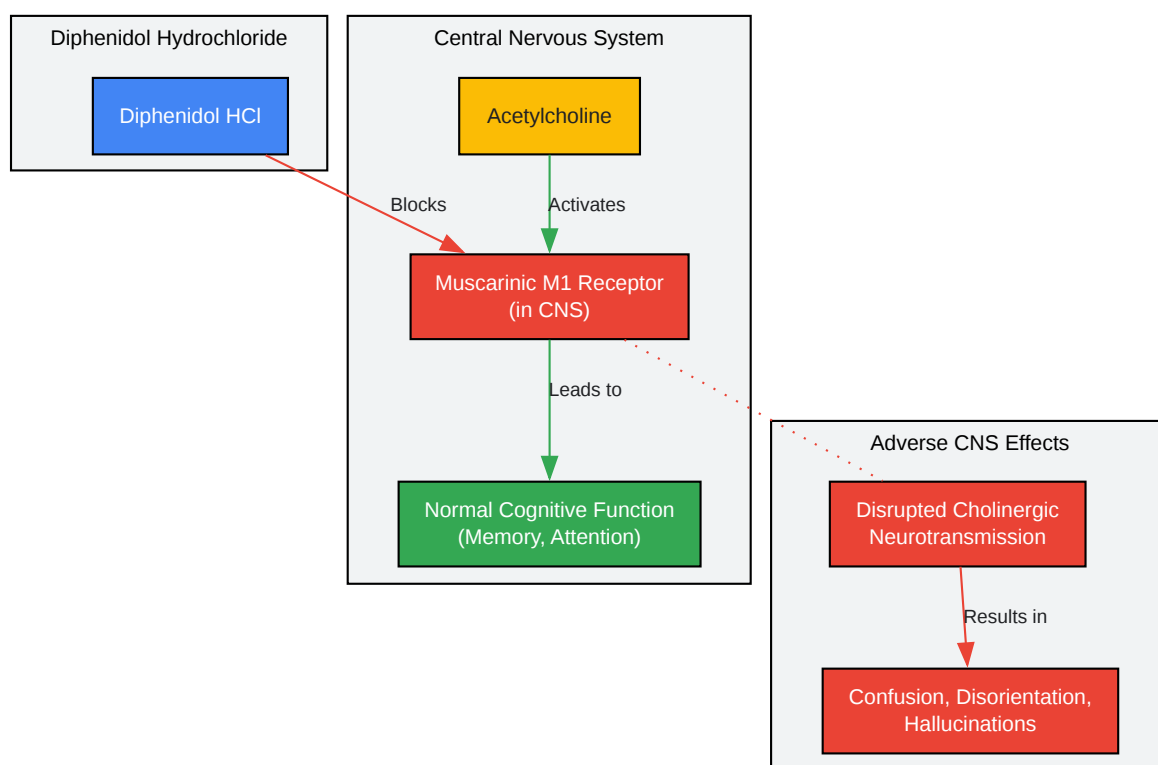 Diphenidol Hydrochloride
Diphenidol HCl
Central Nervous System
Acetylcholine
Blocks
Activates
Muscarinic M1 Receptor
(in CNS)
Leads to
Normal Cognitive Function
(Memory, Attention)
Adverse CNS Effects
Disrupted Cholinergic
Neurotransmission
Results in
Confusion, Disorientation,
Hallucinations